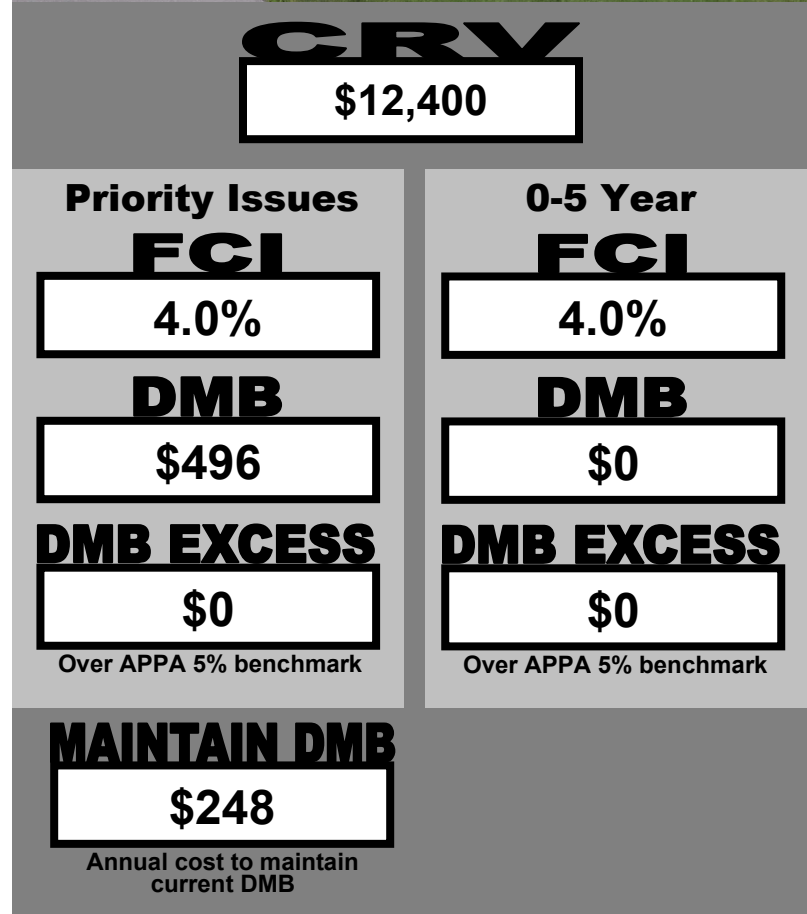 CRV
$12,400
Priority Issues
FCI
4.0%
DMB
$496
DMB EXCESS
$0
Over APPA 5% benchmark
0-5 Year
FCI
4.0%
DMB
$0
DMB EXCESS
$0
Over APPA 5% benchmark
MAINTAIN DMB
$248
Annual cost to maintain
current DMB